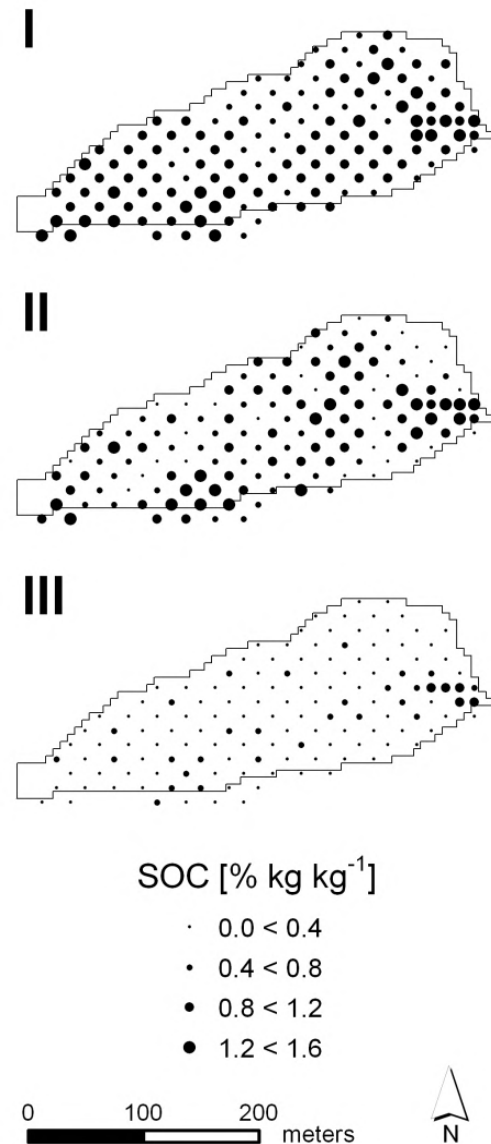 I
II
III
SOC [% kg kg⁻¹]
0.0 < 0.4
0.4 < 0.8
0.8 < 1.2
1.2 < 1.6
0 100 200
meters
N